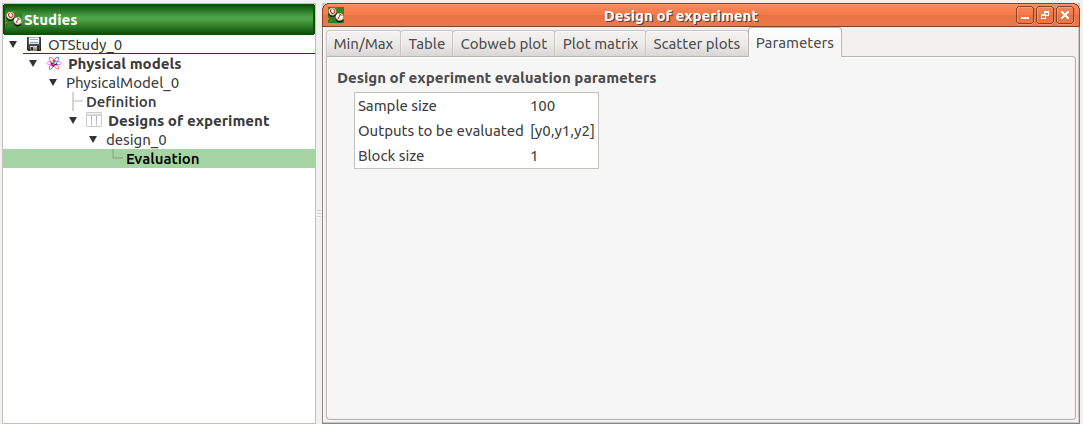 Studies
OTStudy_0
Physical models
PhysicalModel_0
Definition
Designs of experiment
design_0
Evaluation
Design of experiment
Min/Max Table Cobweb plot Plot matrix Scatter plots Parameters
Design of experiment evaluation parameters
Sample size 100
Outputs to be evaluated [y0,y1,y2]
Block size 1